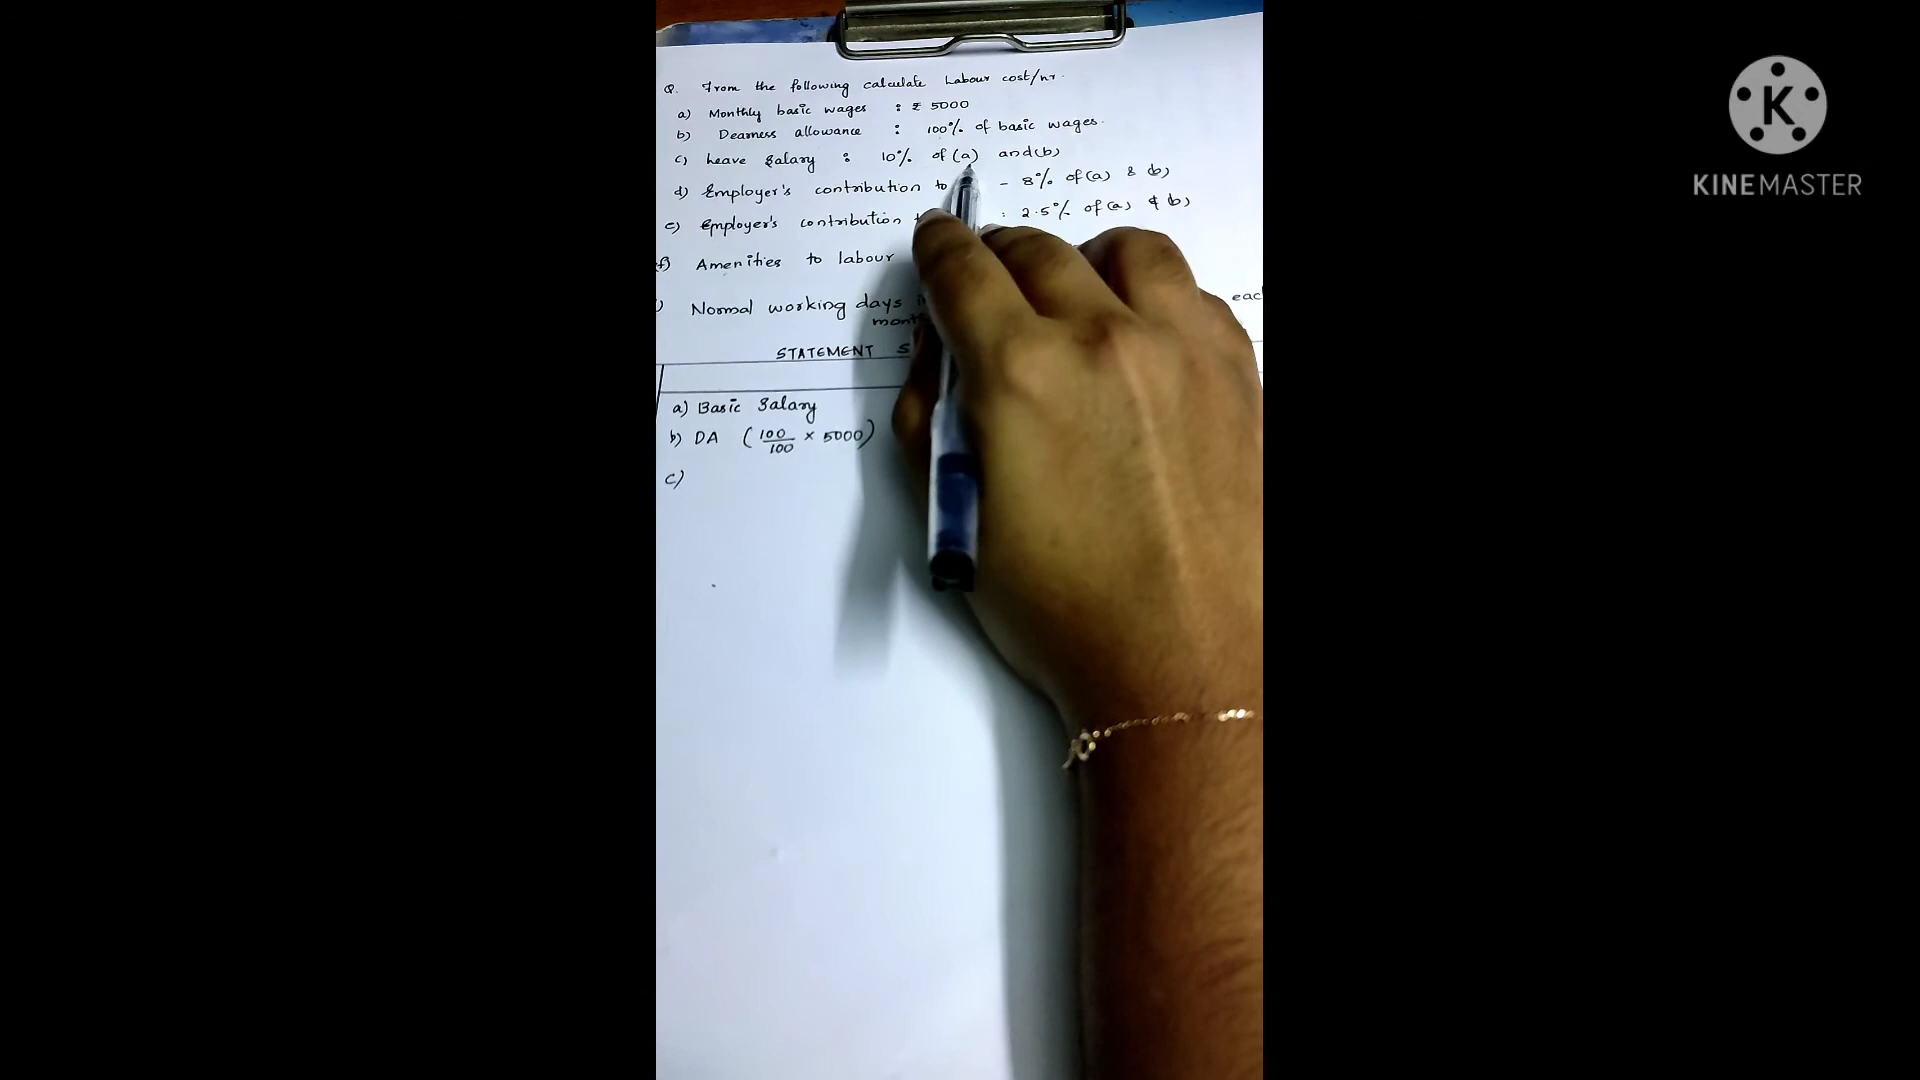 Q. From the following calculate Labour cost/hr.
a) Monthly basic wages : ₹ 5000
b) Dearness allowance : 100% of basic wages.
c) Leave Salary : 10% of (a) and (b)
d) Employer's contribution to - 8% of (a) & (b)
e) Employer's contribution : 2.5% of (a) & (b)
f) Amenities to labour
Normal working days
STATEMENT S
a) Basic Salary
b) DA (100/100 × 5000)
c)
K
KINEMASTER